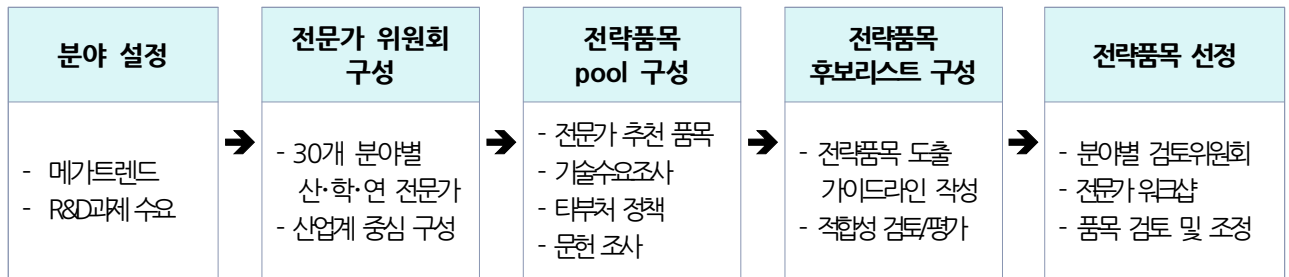 분야 설정
- 메가트렌드
- R&D과제 수요
➔
전문가 위원회
구성
- 30개 분야별
산·학·연 전문가
- 산업계 중심 구성
➔
전략품목
pool 구성
- 전문가 추천 품목
- 기술수요조사
- 타부처 정책
- 문헌 조사
➔
전략품목
후보리스트 구성
- 전략품목 도출
가이드라인 작성
- 적합성 검토/평가
➔
전략품목 선정
- 분야별 검토위원회
- 전문가 워크샵
- 품목 검토 및 조정